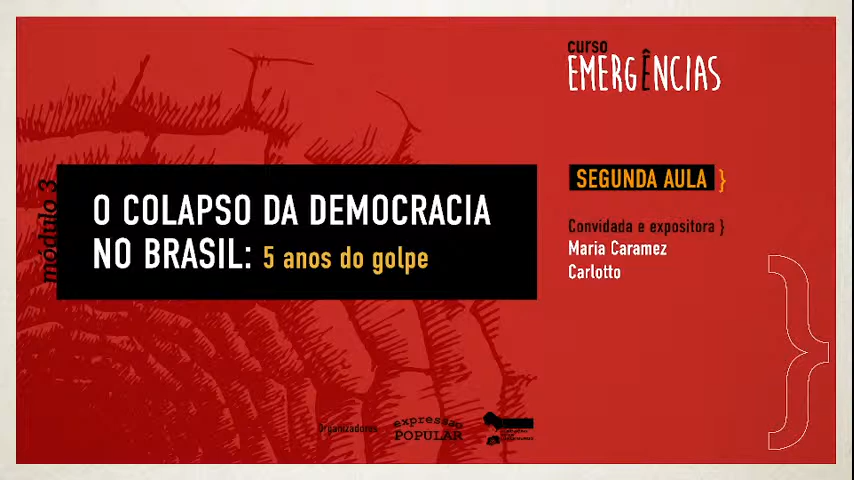 curso
EMERGÊNCIAS
módulo 3
O COLAPSO DA DEMOCRACIA
NO BRASIL: 5 anos do golpe
SEGUNDA AULA }
Convidada e expositora }
Maria Caramez
Carlotto
Organizadores
expressão
POPULAR